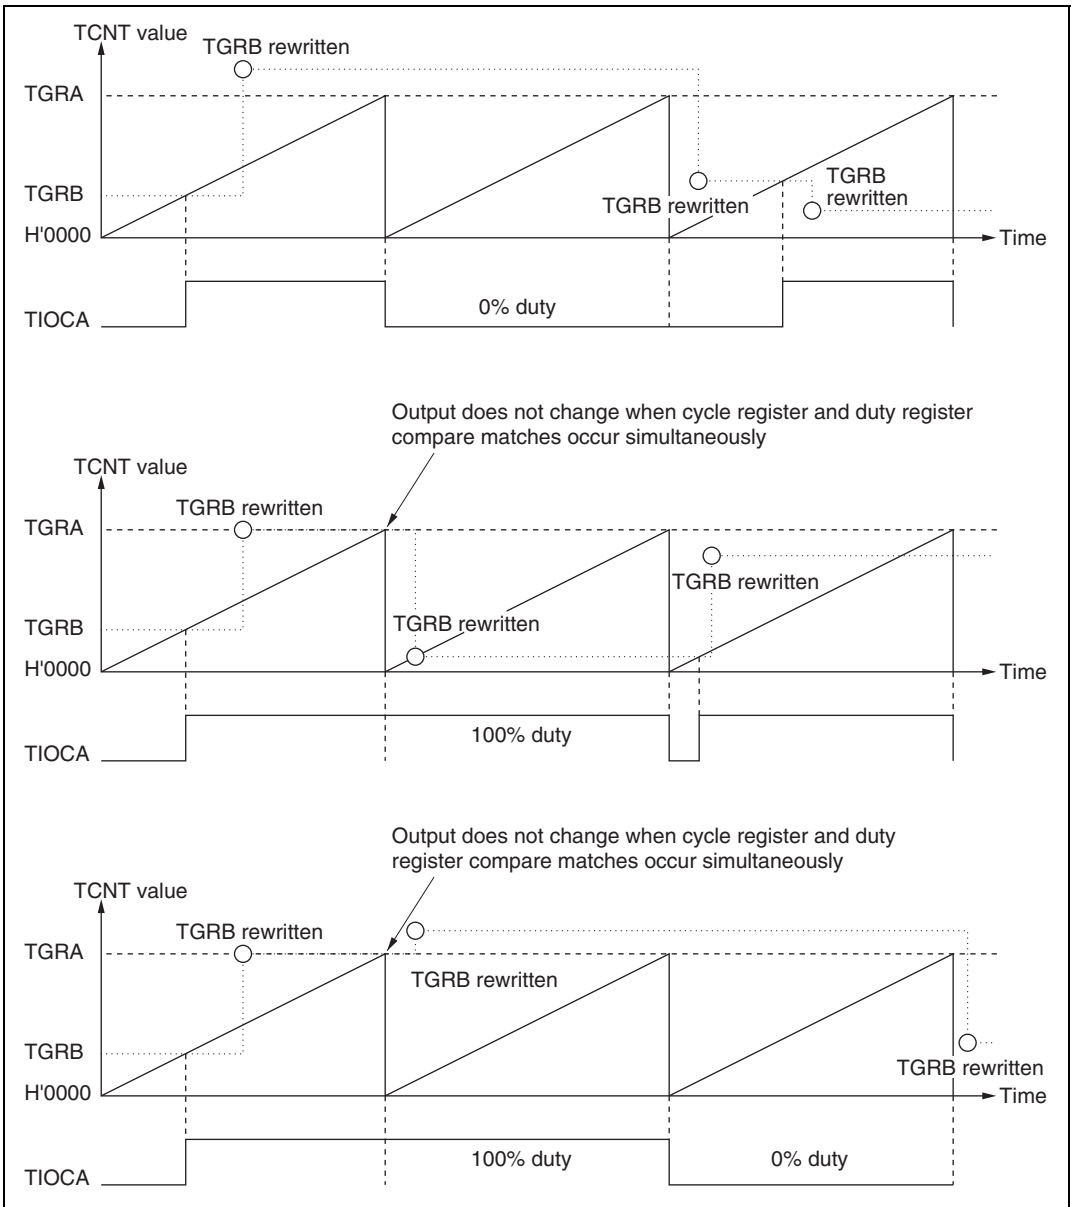 TCNT value
TGRB rewritten
TGRA
TGRB
TGRB
rewritten
TGRB rewritten
H'0000
Time
0% duty
TIOCA
Output does not change when cycle register and duty register
compare matches occur simultaneously
TCNT value
TGRB rewritten
TGRA
TGRB rewritten
TGRB
TGRB rewritten
H'0000
Time
100% duty
TIOCA
Output does not change when cycle register and duty
register compare matches occur simultaneously
TCNT value
TGRB rewritten
TGRA
TGRB rewritten
TGRB
TGRB rewritten
H'0000
Time
100% duty
0% duty
TIOCA